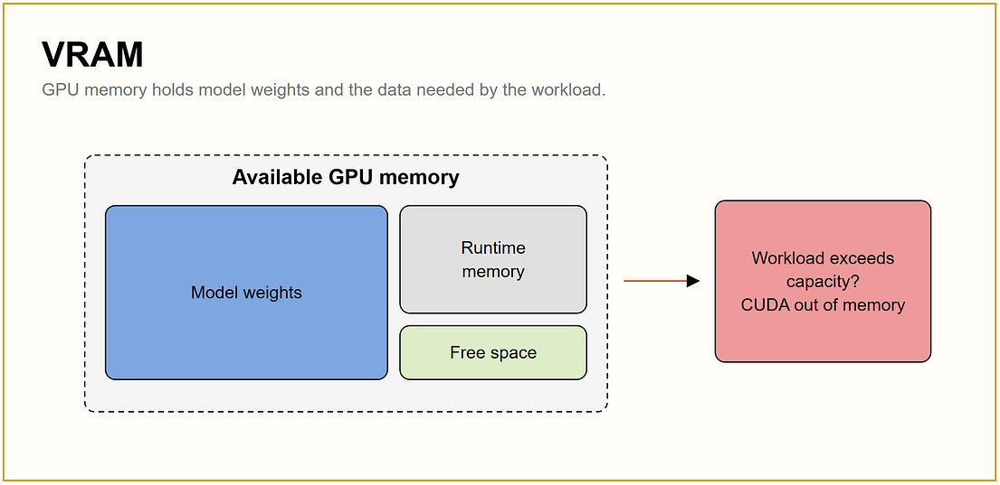 VRAM
GPU memory holds model weights and the data needed by the workload.
Available GPU memory
Model weights
Runtime
memory
Free space
Workload exceeds
capacity?
CUDA out of memory